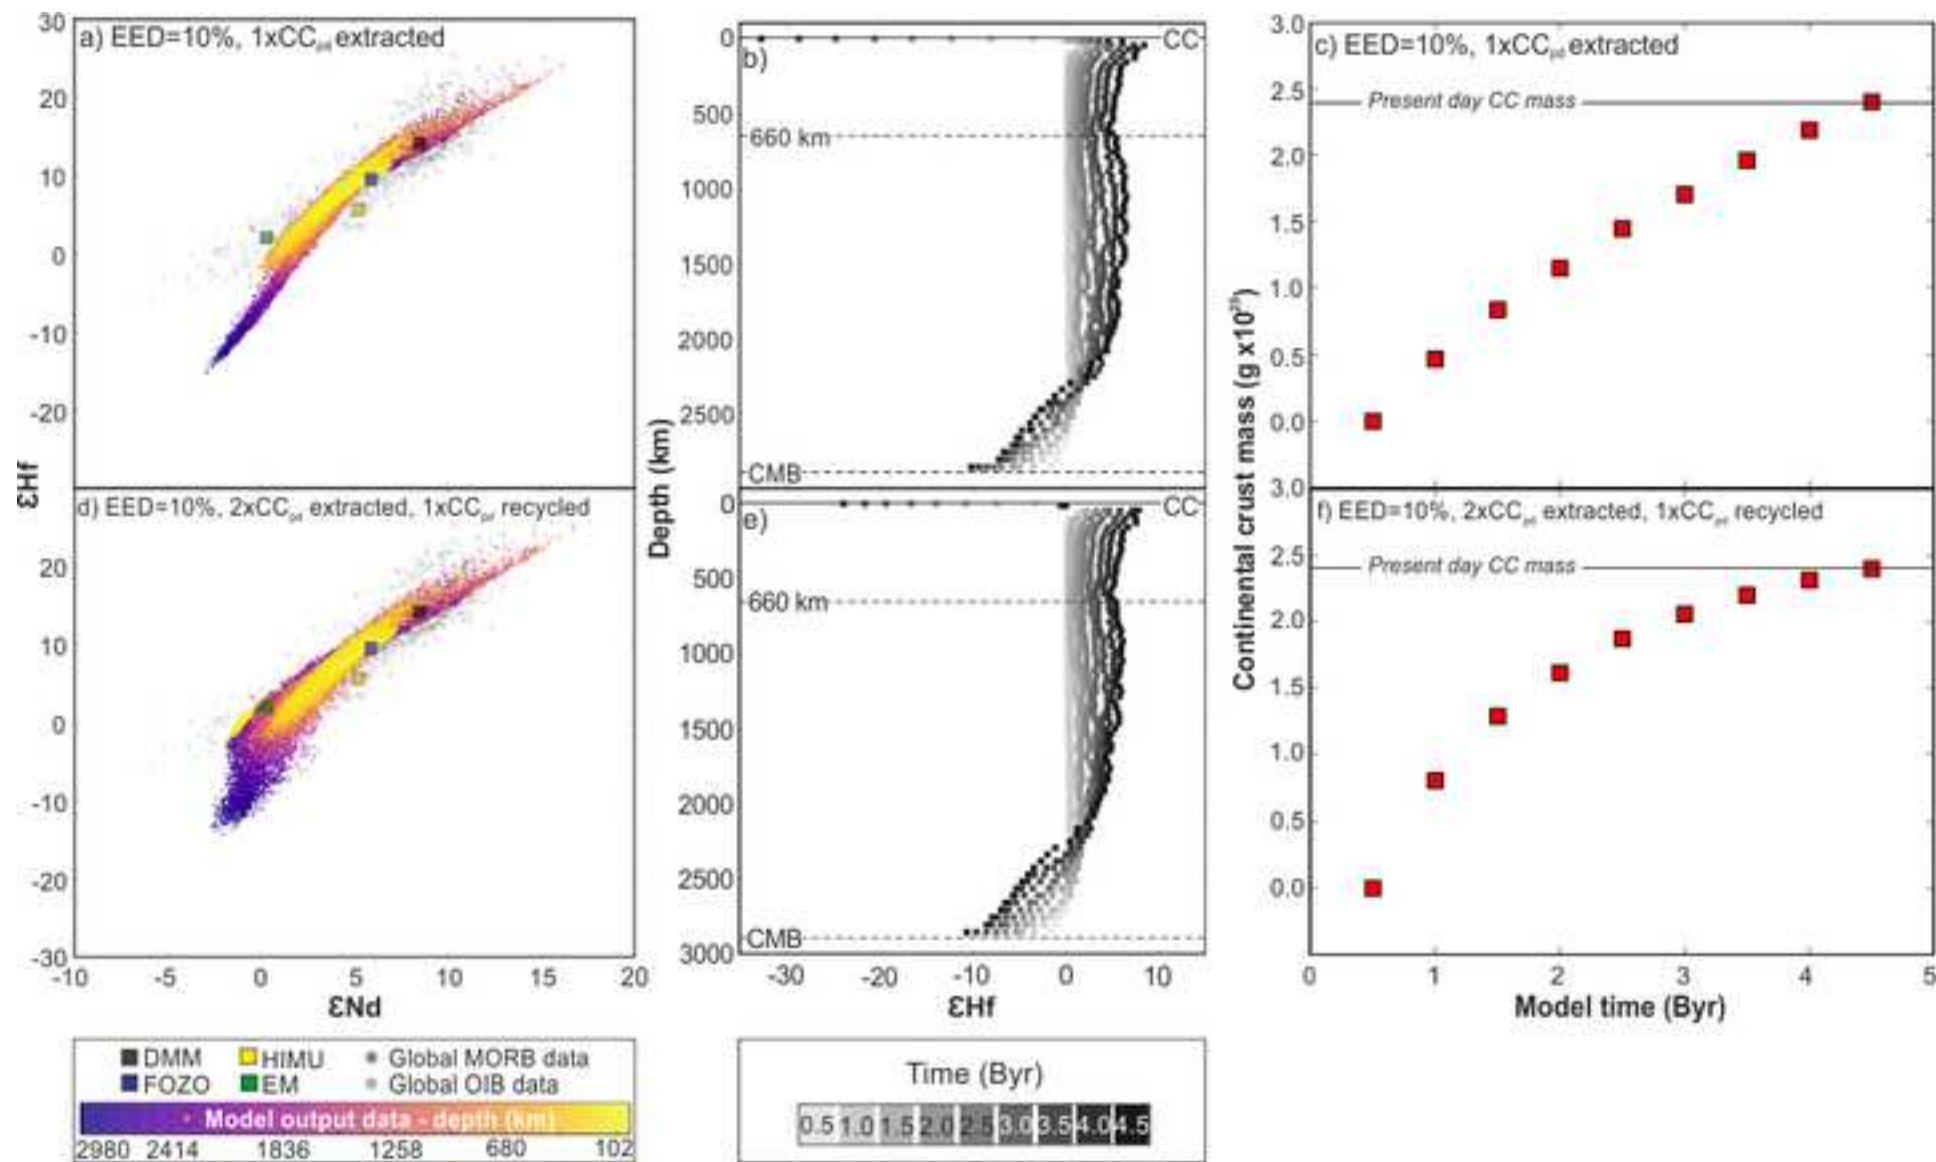 a) EED=10%, 1xCCpd extracted
30
20
10
0
-10
-20
εHf
b)
CC
0
500
660 km
1000
1500
2000
2500
CMB
Depth (km)
c) EED=10%, 1xCCpd extracted
Present day CC mass
3.0
2.5
2.0
1.5
1.0
0.5
0.0
Continental crust mass (g x10²⁵)
d) EED=10%, 2xCCpd extracted, 1xCCpd recycled
20
10
0
-10
-20
-30
-10
0
5
10
15
20
εNd
e)
CC
0
500
660 km
1000
1500
2000
2500
CMB
3000
-30
-20
-10
0
10
εHf
f) EED=10%, 2xCCpd extracted, 1xCCpd recycled
Present day CC mass
3.0
2.5
2.0
1.5
1.0
0.5
0.0
0
1
2
3
4
5
Model time (Byr)
DMM
HIMU
Global MORB data
FOZO
EM
Global OIB data
Model output data - depth (km)
2980 2414 1836 1258 680 102
Time (Byr)
0.5 1.0 1.5 2.0 2.5 3.0 3.5 4.0 4.5